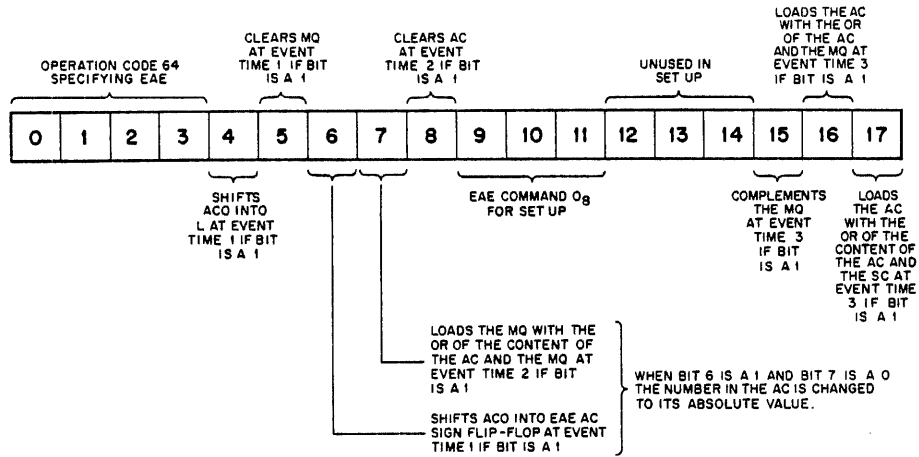 OPERATION CODE 64
SPECIFYING EAE
CLEARS MQ
AT EVENT
TIME 1 IF BIT
IS A 1
CLEARS AC
AT EVENT
TIME 2 IF BIT
IS A 1
UNUSED IN
SET UP
LOADS THE AC
WITH THE OR
OF THE AC
AND THE MQ AT
EVENT TIME 3
IF BIT IS A 1
0 1 2 3 4 5 6 7 8 9 10 11 12 13 14 15 16 17
SHIFTS
ACO INTO
L AT EVENT
TIME 1 IF BIT
IS A 1
EAE COMMAND O8
FOR SET UP
COMPLEMENTS
THE MQ
AT EVENT
TIME 3
IF BIT
IS A 1
LOADS
THE AC
WITH THE
OR OF THE
CONTENT OF
THE AC AND
THE SC AT
EVENT TIME
3 IF BIT
IS A 1
LOADS THE MQ WITH THE
OR OF THE CONTENT OF
THE AC AND THE MQ AT
EVENT TIME 2 IF BIT
IS A 1
SHIFTS ACO INTO EAE AC
SIGN FLIP-FLOP AT EVENT
TIME 1 IF BIT IS A 1
WHEN BIT 6 IS A 1 AND BIT 7 IS A 0
THE NUMBER IN THE AC IS CHANGED
TO ITS ABSOLUTE VALUE.